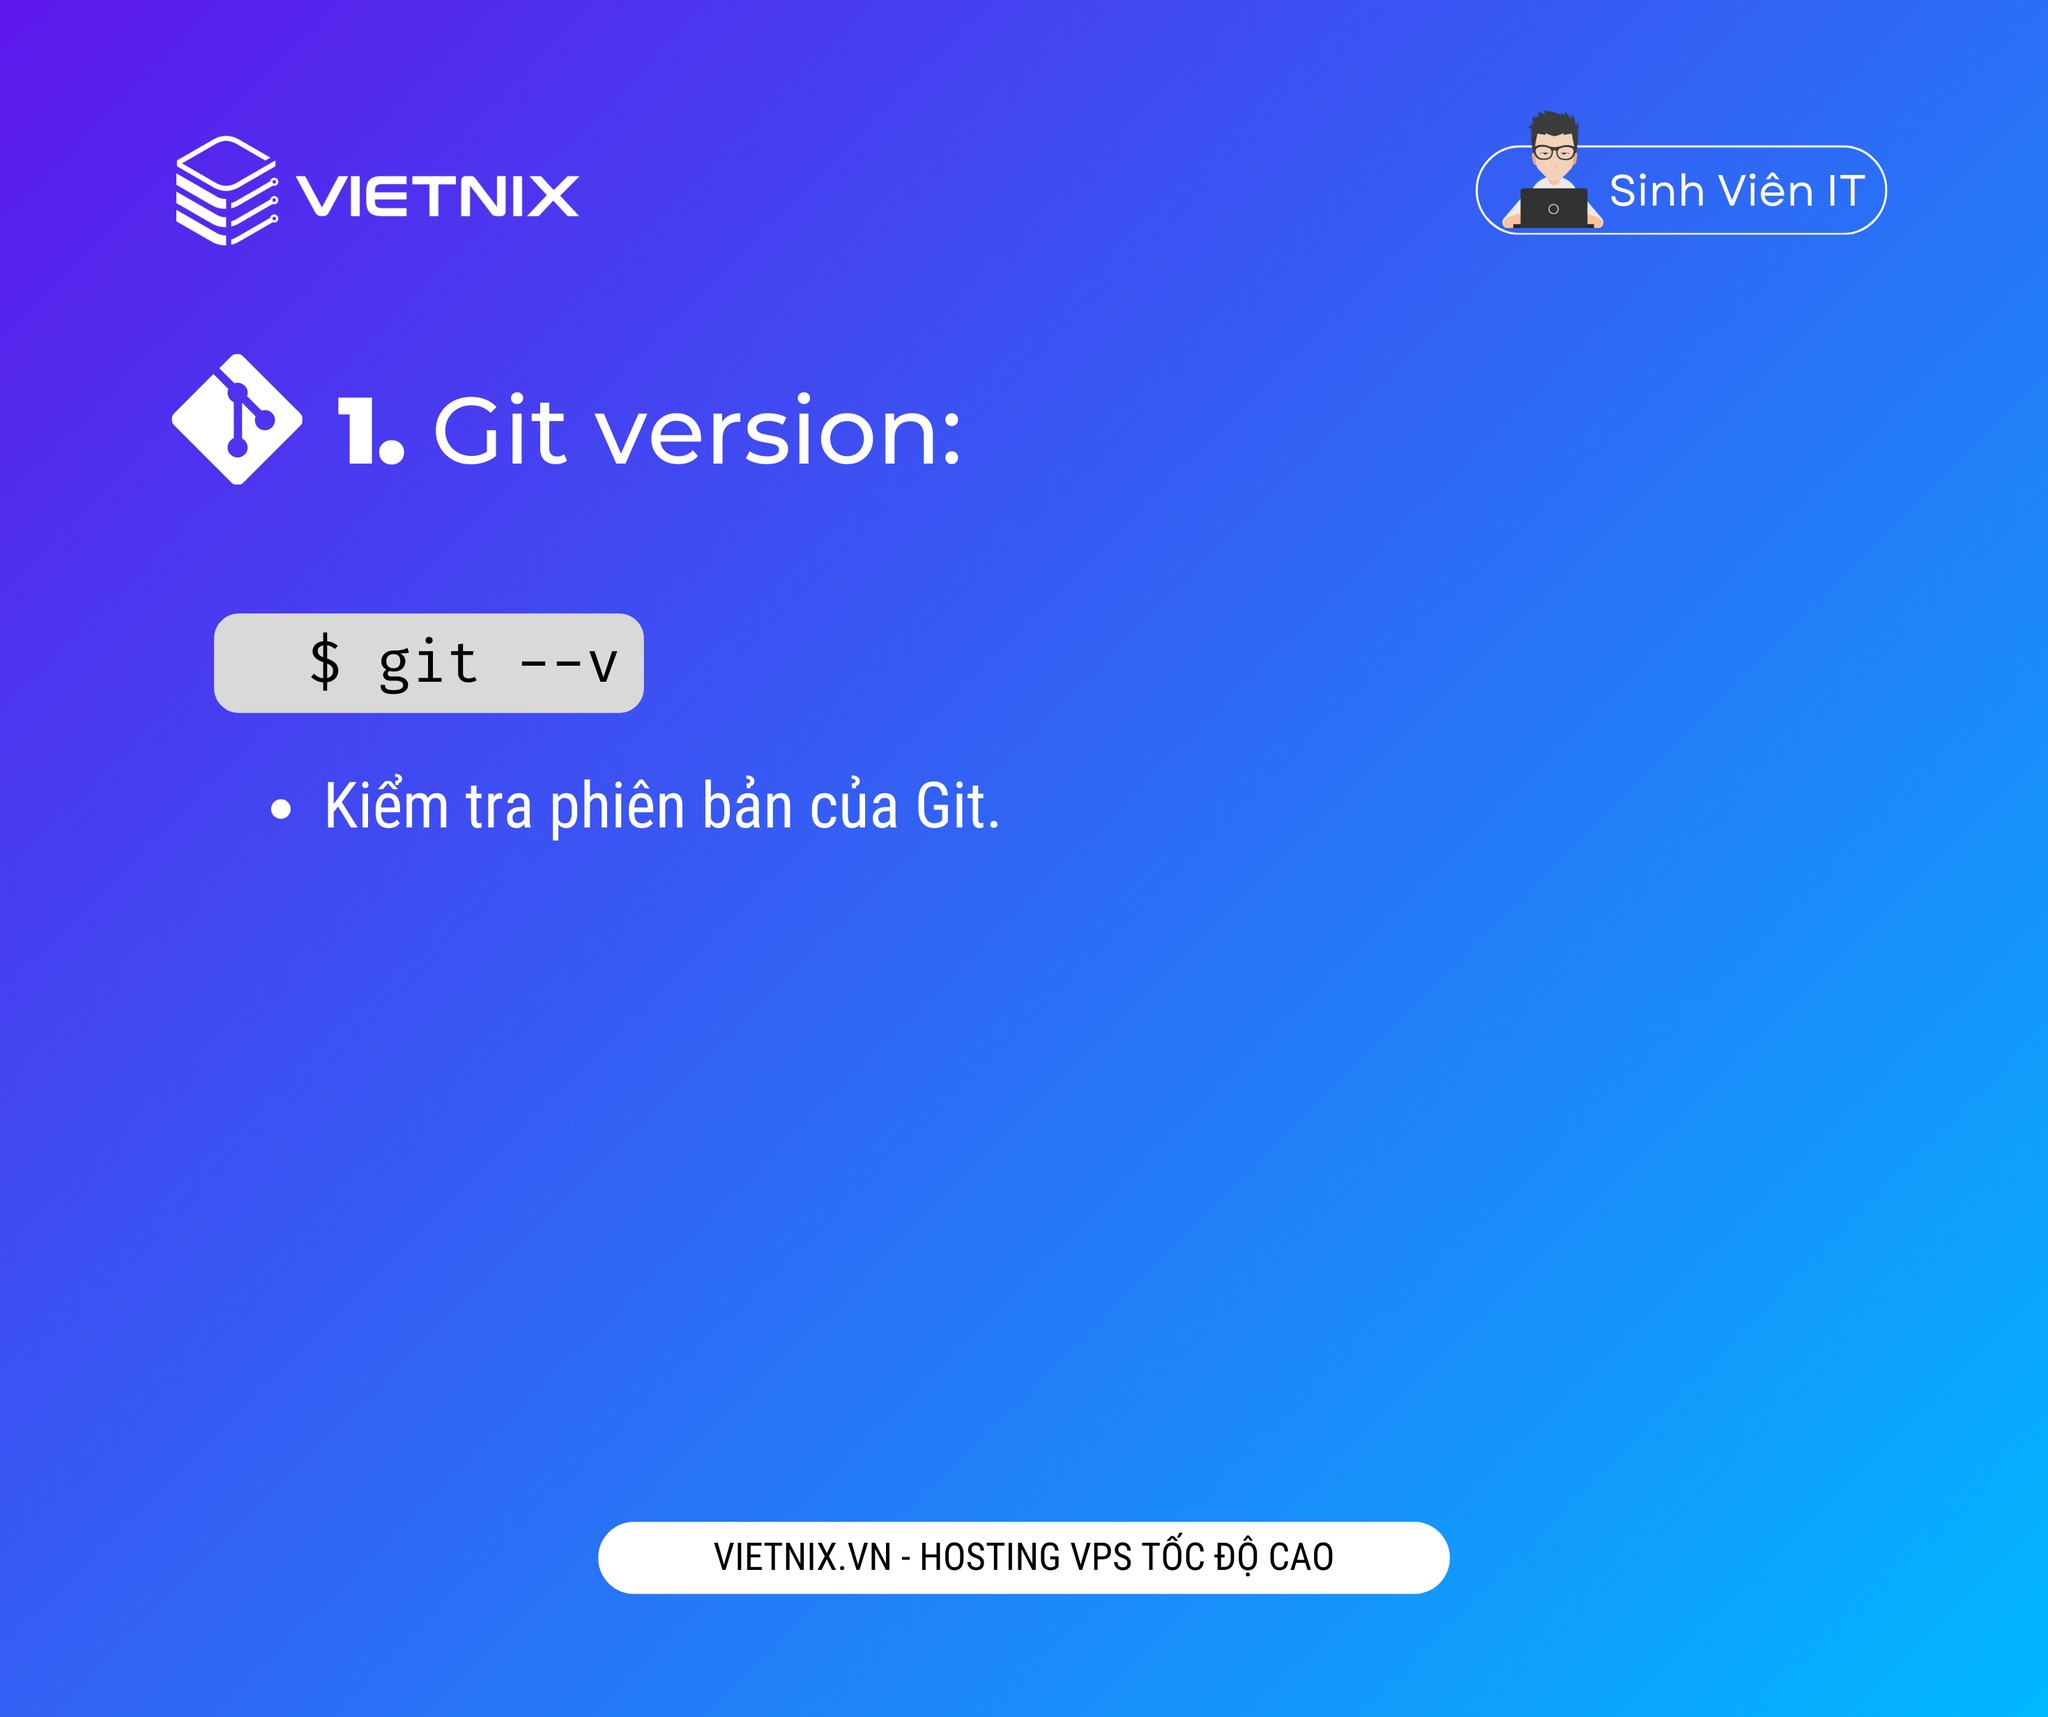 VIETNIX
Sinh Viên IT
1. Git version:
$ git --v
• Kiểm tra phiên bản của Git.
VIETNIX.VN - HOSTING VPS TỐC ĐỘ CAO